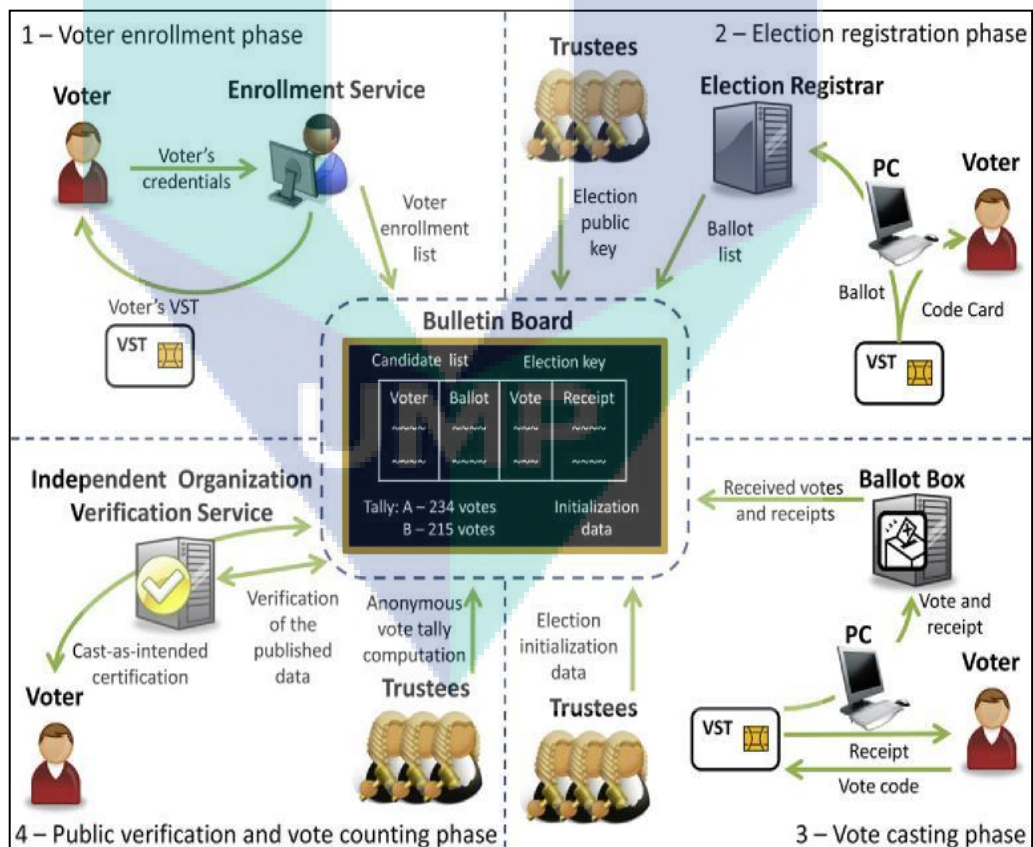 1 – Voter enrollment phase
Voter
Enrollment Service
Voter's
credentials
Voter
enrollment
list
Voter's VST
VST
2 – Election registration phase
Trustees
Election Registrar
Election
public
key
Ballot
list
PC
Voter
Ballot
Code Card
VST
Bulletin Board
Candidate list
Election key
Voter
Ballot
Vote
Receipt
Tally: A – 234 votes
B – 215 votes
Initialization
data
UMP
Independent Organization
Verification Service
Cast-as-intended
certification
Verification
of the
published
data
Anonymous
vote tally
computation
Voter
Trustees
4 – Public verification and vote counting phase
Received votes
and receipts
Ballot Box
Vote and
receipt
Election
initialization
data
Trustees
PC
Voter
VST
Receipt
Vote code
3 – Vote casting phase